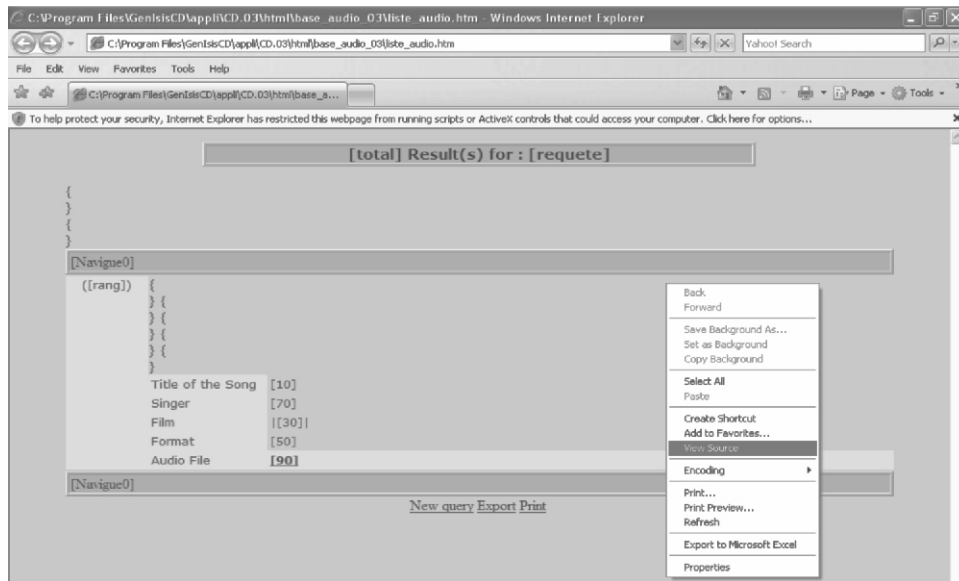 C:\Program Files\GenIsisCD\appli\CD.03\html\base_audio_03\liste_audio.htm - Windows Internet Explorer
C:\Program Files\GenIsisCD\appli\CD.03\html\base_audio_03\liste_audio.htm
Yahoo! Search
File Edit View Favorites Tools Help
C:\Program Files\GenIsisCD\appli\CD.03\html\base_a...
Page Tools
To help protect your security, Internet Explorer has restricted this webpage from running scripts or ActiveX controls that could access your computer. Click here for options...
[total] Result(s) for : [requete]
{
}
{
}
[Navigue0]
([rang]) {
} {
} {
} {
} {
}
Title of the Song [10]
Singer [70]
Film |[30]|
Format [50]
Audio File [90]
[Navigue0]
New query Export Print
Back
Forward
Save Background As...
Set as Background
Copy Background
Select All
Paste
Create Shortcut
Add to Favorites...
View Source
Encoding
Print...
Print Preview...
Refresh
Export to Microsoft Excel
Properties